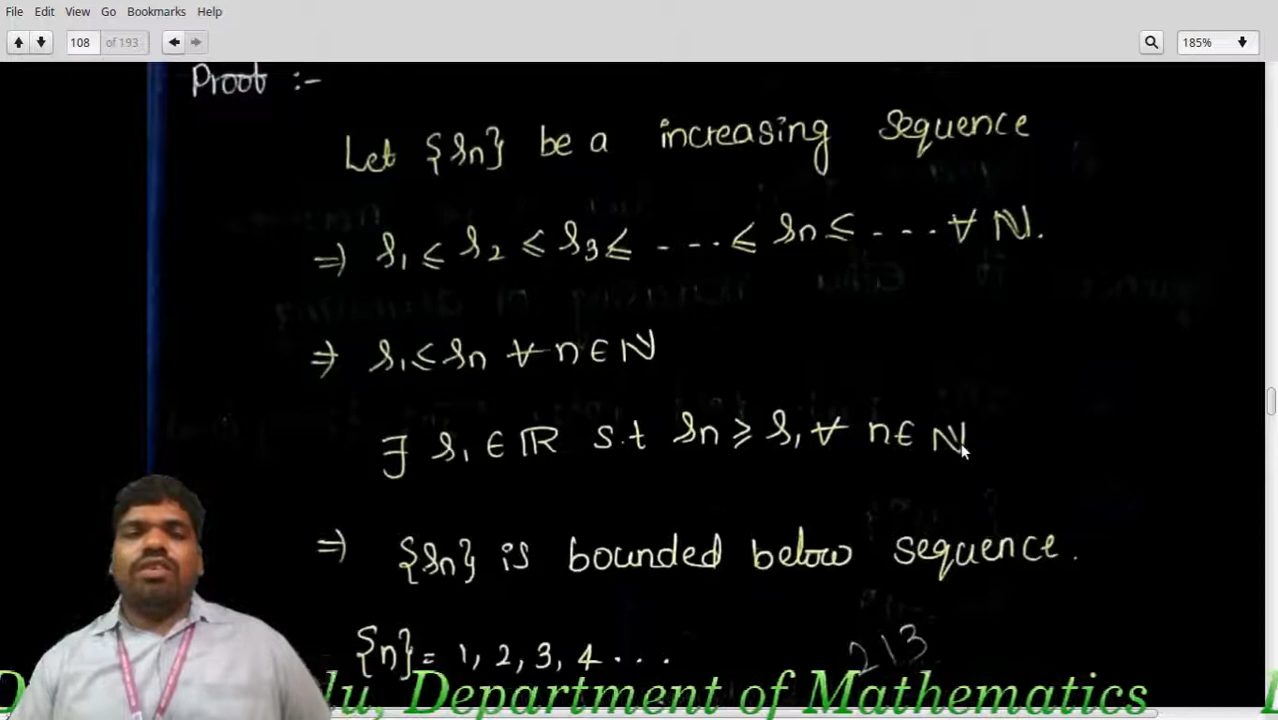 File Edit View Go Bookmarks Help
108 of 193 185%
Proof :-
Let {Sn} be a increasing sequence
⇒ S₁ ≤ S₂ ≤ S₃ ≤ ---- ≤ Sn ≤ ---- ∀ N.
⇒ S₁ ≤ Sn ∀ n ∈ N
∃ S₁ ∈ R s.t Sn ≥ S₁ ∀ n ∈ N
⇒ {Sn} is bounded below sequence.
{n} = 1, 2, 3, 4 ...
213
lu, Department of Mathematics